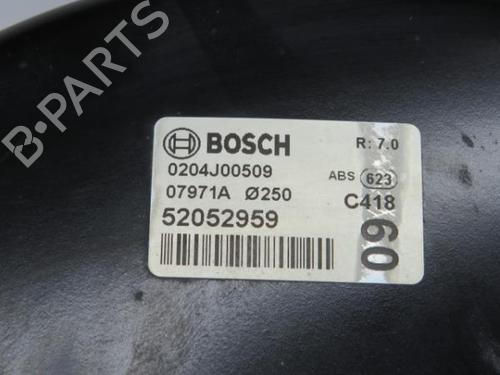 B-PARTS
BOSCH R: 7.0
0204J00509 ABS 623
07971A Ø250 C418
52052959
09